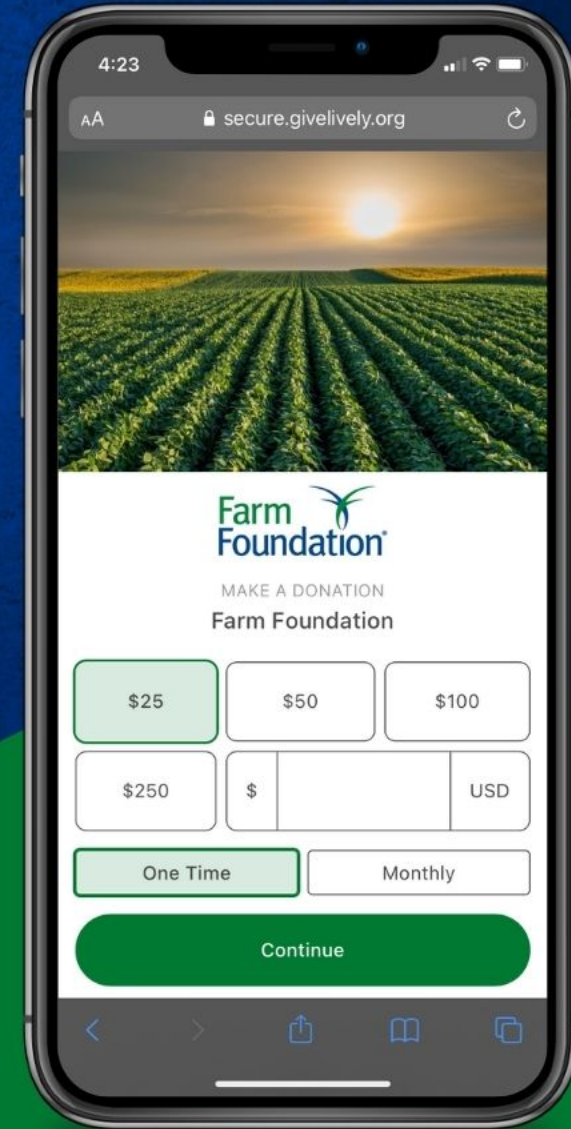 4:23
AA secure.givelively.org
Farm
Foundation®
MAKE A DONATION
Farm Foundation
$25 $50 $100
$250 $ USD
One Time Monthly
Continue